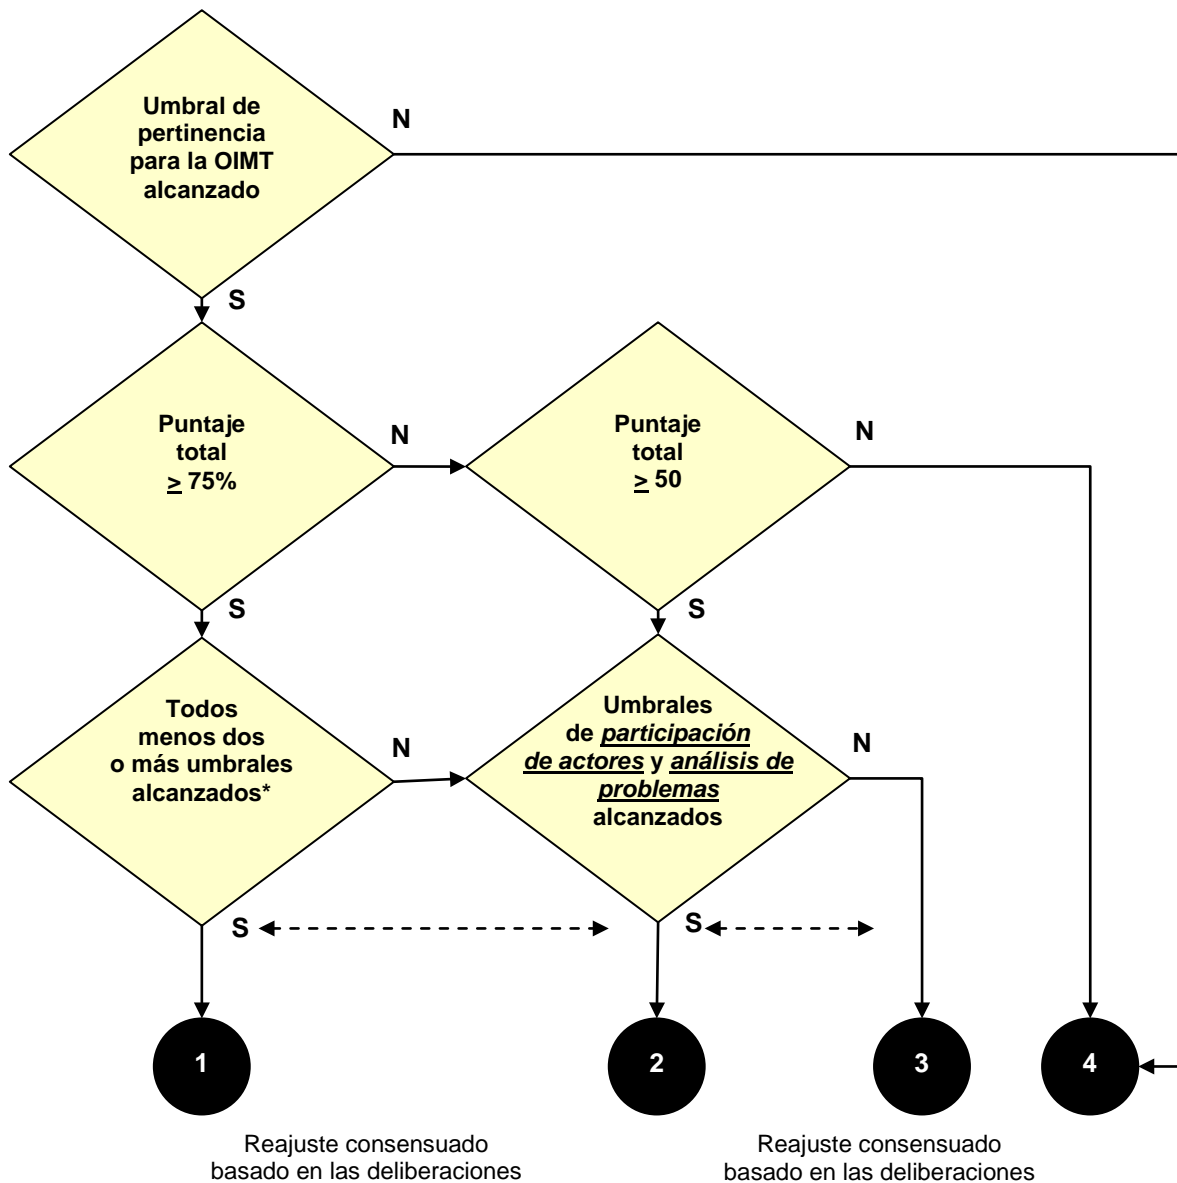 Umbral de
pertinencia
para la OIMT
alcanzado
N
S
Puntaje
total
≥ 75%
N
Puntaje
total
≥ 50
N
S
S
Todos
menos dos
o más umbrales
alcanzados*
N
Umbrales
de participación
de actores y análisis de
problemas
alcanzados
N
S
S
1
2
3
4
Reajuste consensuado
basado en las deliberaciones
Reajuste consensuado
basado en las deliberaciones